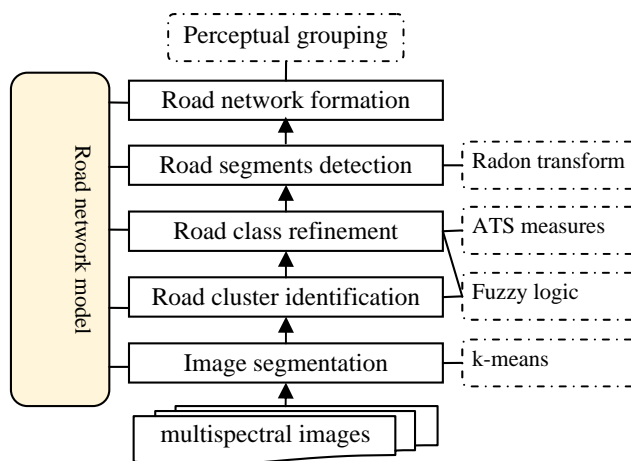 Perceptual grouping
Road network formation
Road segments detection
Radon transform
Road network model
Road class refinement
ATS measures
Road cluster identification
Fuzzy logic
Image segmentation
k-means
multispectral images